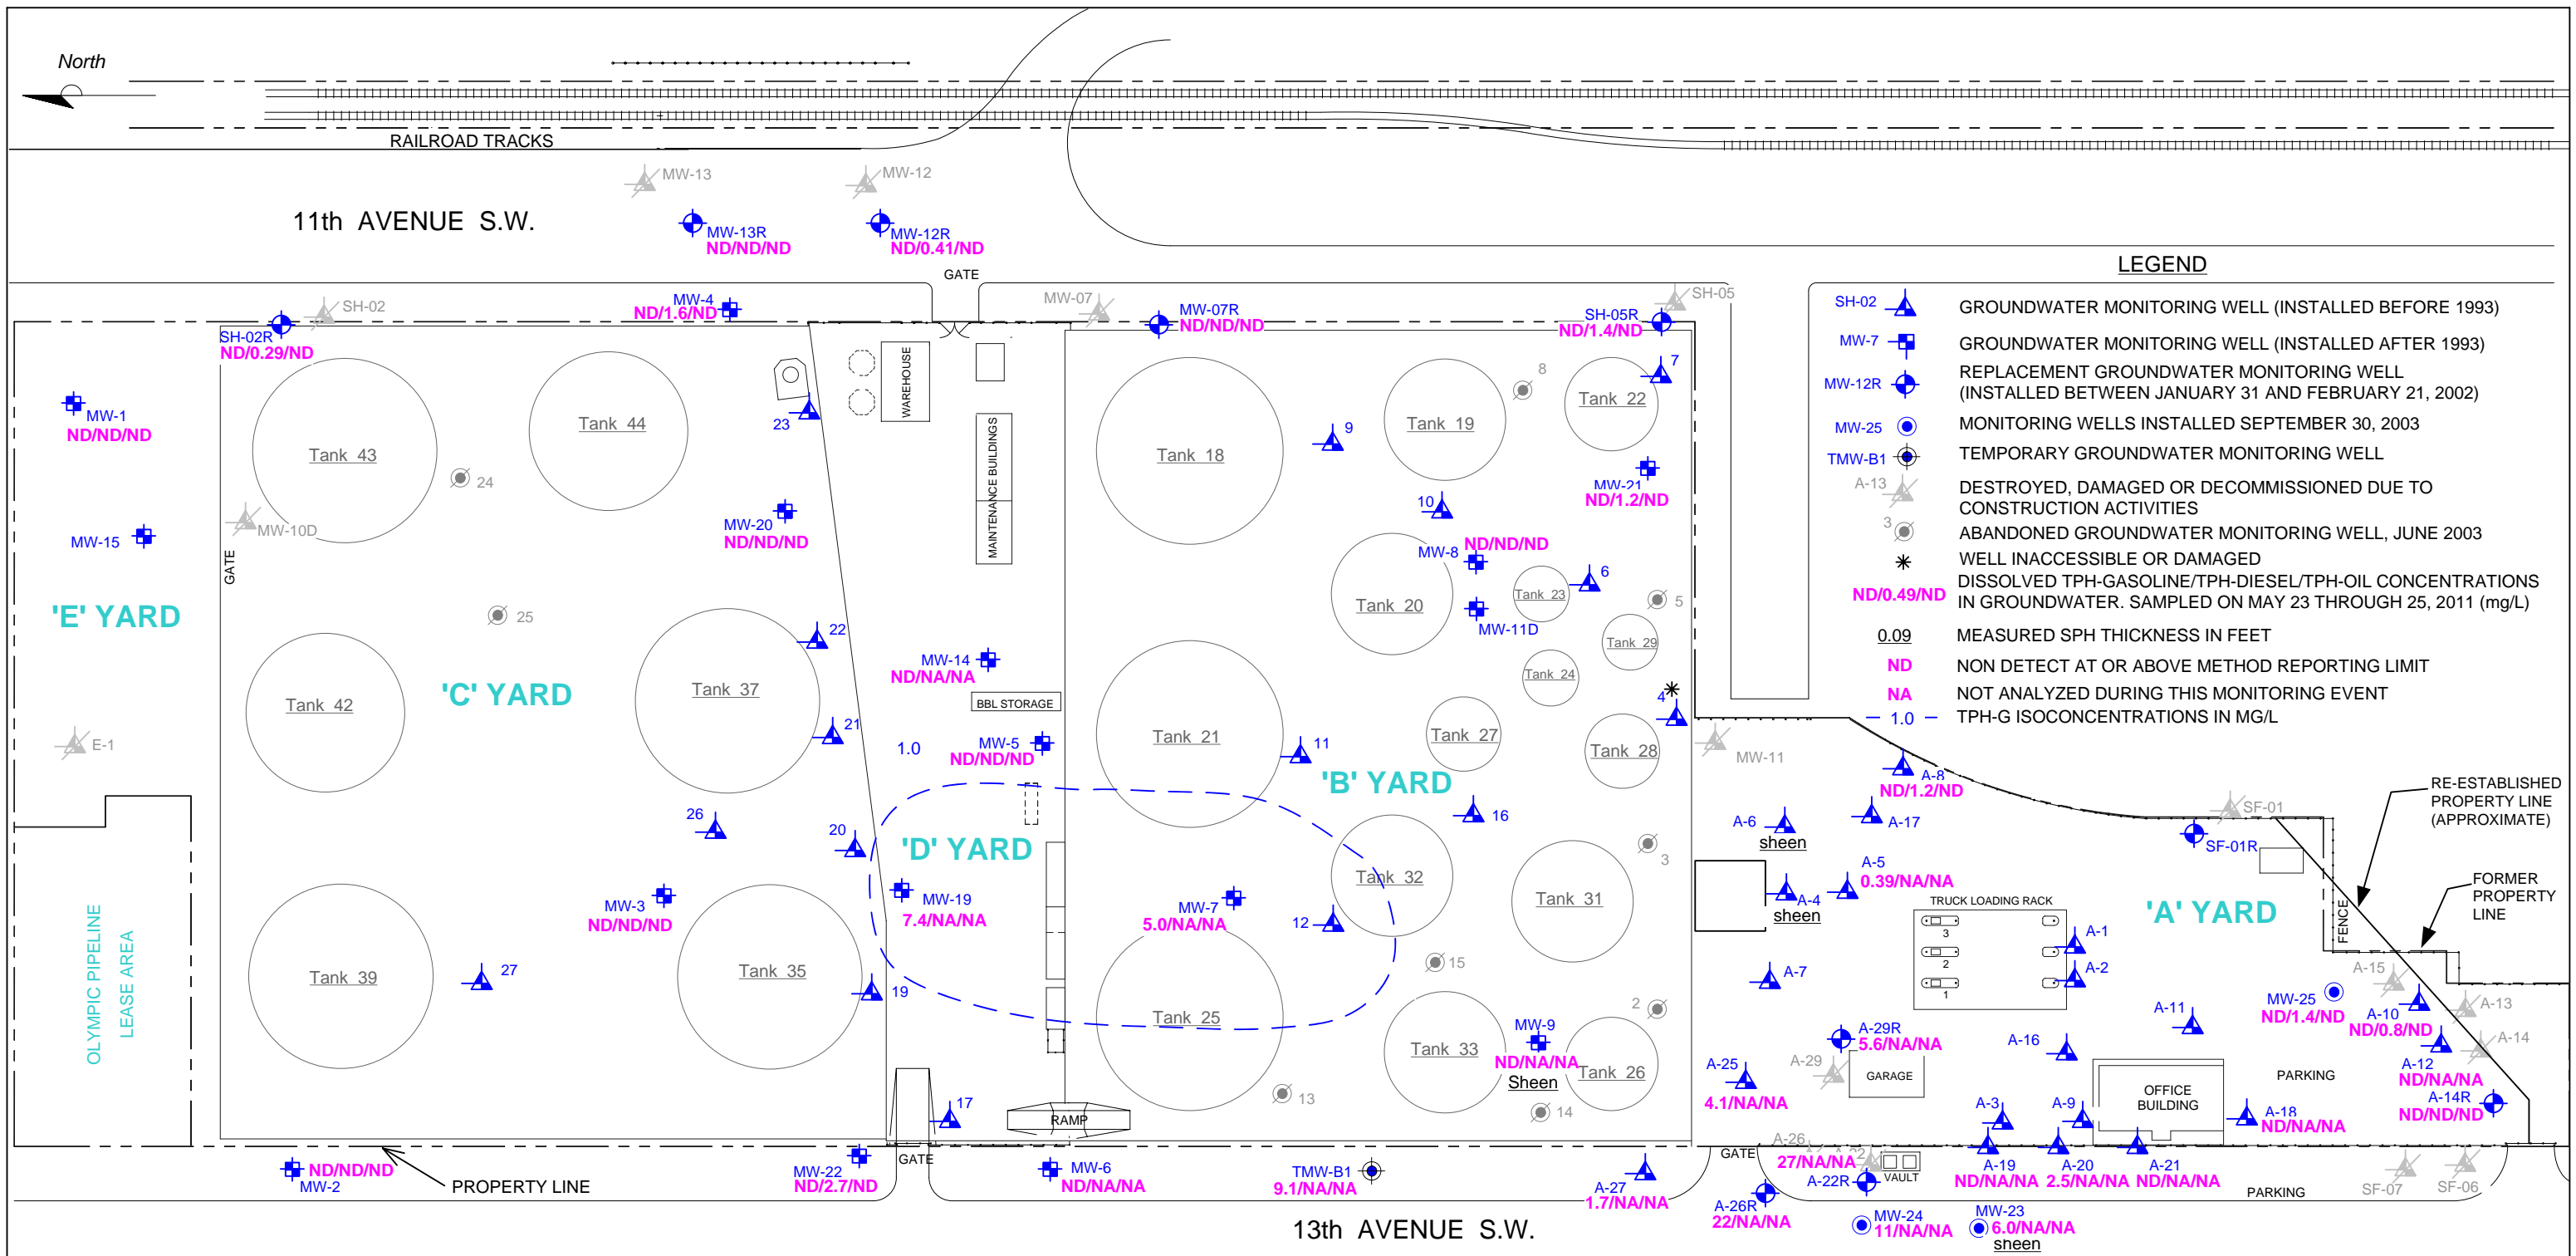 North
RAILROAD TRACKS
MW-13
MW-12
11th AVENUE S.W.
MW-13R
ND/ND/ND
MW-12R
ND/0.41/ND
GATE
LEGEND
SH-02
GROUNDWATER MONITORING WELL (INSTALLED BEFORE 1993)
MW-7
GROUNDWATER MONITORING WELL (INSTALLED AFTER 1993)
MW-12R
REPLACEMENT GROUNDWATER MONITORING WELL
(INSTALLED BETWEEN JANUARY 31 AND FEBRUARY 21, 2002)
MW-25
MONITORING WELLS INSTALLED SEPTEMBER 30, 2003
TMW-B1
TEMPORARY GROUNDWATER MONITORING WELL
A-13
DESTROYED, DAMAGED OR DECOMMISSIONED DUE TO
CONSTRUCTION ACTIVITIES
3
ABANDONED GROUNDWATER MONITORING WELL, JUNE 2003
WELL INACCESSIBLE OR DAMAGED
ND/0.49/ND
DISSOLVED TPH-GASOLINE/TPH-DIESEL/TPH-OIL CONCENTRATIONS
IN GROUNDWATER. SAMPLED ON MAY 23 THROUGH 25, 2011 (mg/L)
0.09
MEASURED SPH THICKNESS IN FEET
ND
NON DETECT AT OR ABOVE METHOD REPORTING LIMIT
NA
NOT ANALYZED DURING THIS MONITORING EVENT
1.0
TPH-G ISOCONCENTRATIONS IN MG/L
SH-02
SH-02R
ND/0.29/ND
MW-4
ND/1.6/ND
MW-07
MW-07R
ND/ND/ND
SH-05
SH-05R
ND/1.4/ND
MW-1
ND/ND/ND
MW-15
'E' YARD
E-1
OLYMPIC PIPELINE
LEASE AREA
GATE
MW-10D
Tank 43
Tank 44
24
25
23
MW-20
ND/ND/ND
22
Tank 42
'C' YARD
Tank 37
21
26
20
MW-3
ND/ND/ND
Tank 39
27
Tank 35
19
17
WAREHOUSE
MAINTENANCE BUILDINGS
MW-14
ND/NA/NA
BBL STORAGE
1.0
MW-5
ND/ND/ND
'D' YARD
MW-19
7.4/NA/NA
RAMP
Tank 18
9
Tank 19
8
Tank 22
7
10
MW-21
ND/1.2/ND
ND/ND/ND
MW-8
Tank 20
Tank 23
6
5
MW-11D
Tank 29
Tank 24
4
Tank 21
11
Tank 27
Tank 28
MW-11
'B' YARD
16
3
Tank 32
Tank 31
MW-7
5.0/NA/NA
12
15
2
Tank 25
MW-9
ND/NA/NA
Sheen
Tank 33
Tank 26
13
14
A-8
ND/1.2/ND
A-17
A-6
sheen
A-5
0.39/NA/NA
A-4
sheen
A-7
SF-01
SF-01R
RE-ESTABLISHED
PROPERTY LINE
(APPROXIMATE)
FORMER
PROPERTY
LINE
FENCE
TRUCK LOADING RACK
3
2
1
'A' YARD
A-1
A-2
A-15
MW-25
ND/1.4/ND
A-10
ND/0.8/ND
A-13
A-14
A-12
ND/NA/NA
A-14R
ND/ND/ND
A-11
A-16
A-29R
5.6/NA/NA
A-29
GARAGE
A-25
4.1/NA/NA
OFFICE
BUILDING
PARKING
A-3
A-9
A-18
ND/NA/NA
MW-2
ND/ND/ND
PROPERTY LINE
MW-22
ND/2.7/ND
GATE
MW-6
ND/NA/NA
TMW-B1
9.1/NA/NA
A-27
1.7/NA/NA
GATE
A-26
27/NA/NA
A-22R
VAULT
A-26R
22/NA/NA
MW-24
11/NA/NA
A-19
ND/NA/NA
A-20
2.5/NA/NA
A-21
ND/NA/NA
MW-23
6.0/NA/NA
sheen
PARKING
SF-07
SF-06
13th AVENUE S.W.